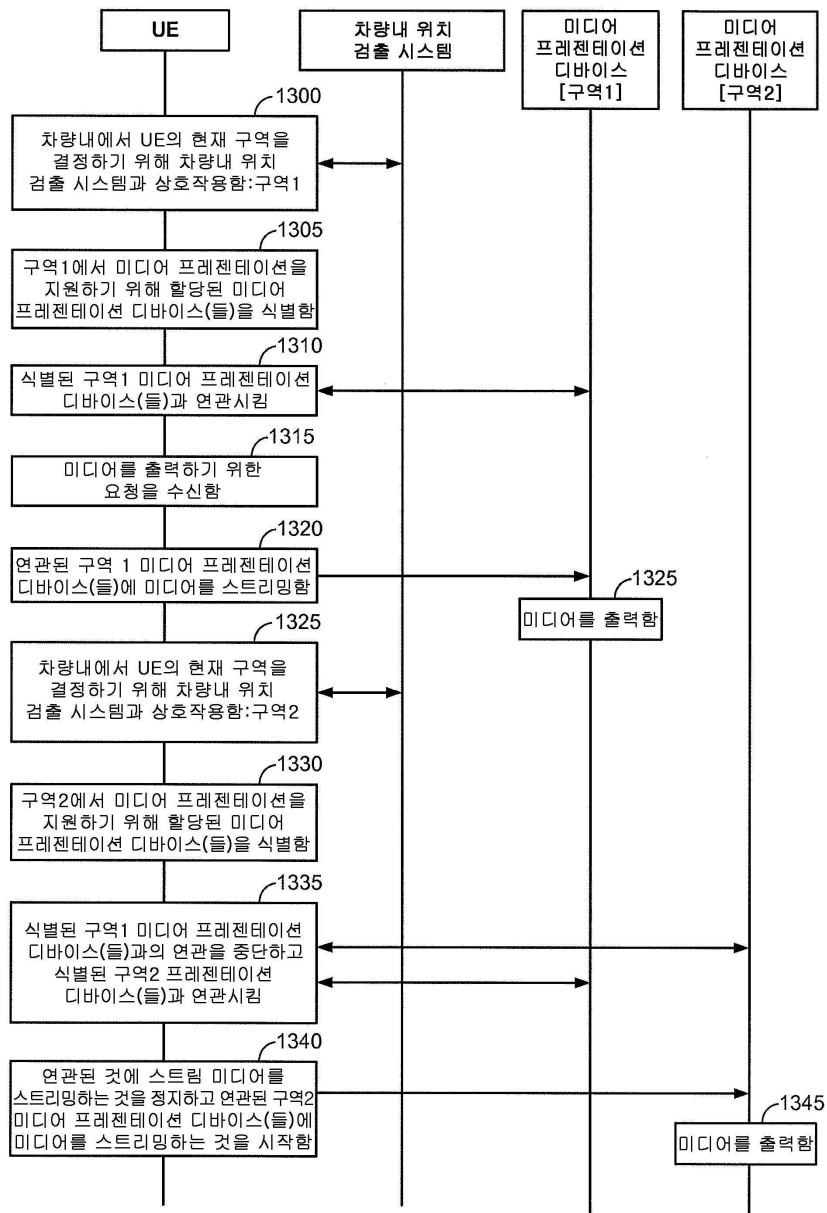 UE
차량내 위치
검출 시스템
미디어
프레젠테이션
디바이스
[구역1]
미디어
프레젠테이션
디바이스
[구역2]
1300
차량내에서 UE의 현재 구역을
결정하기 위해 차량내 위치
검출 시스템과 상호작용함:구역1
1305
구역1에서 미디어 프레젠테이션을
지원하기 위해 할당된 미디어
프레젠테이션 디바이스(들)을 식별함
1310
식별된 구역1 미디어 프레젠테이션
디바이스(들)과 연관시킴
1315
미디어를 출력하기 위한
요청을 수신함
1320
연관된 구역 1 미디어 프레젠테이션
디바이스(들)에 미디어를 스트리밍함
1325
미디어를 출력함
1325
차량내에서 UE의 현재 구역을
결정하기 위해 차량내 위치
검출 시스템과 상호작용함:구역2
1330
구역2에서 미디어 프레젠테이션을
지원하기 위해 할당된 미디어
프레젠테이션 디바이스(들)을 식별함
1335
식별된 구역1 미디어 프레젠테이션
디바이스(들)과의 연관을 중단하고
식별된 구역2 프레젠테이션
디바이스(들)과 연관시킴
1340
연관된 것에 스트림 미디어를
스트리밍하는 것을 정지하고 연관된 구역2
미디어 프레젠테이션 디바이스(들)에
미디어를 스트리밍하는 것을 시작함
1345
미디어를 출력함